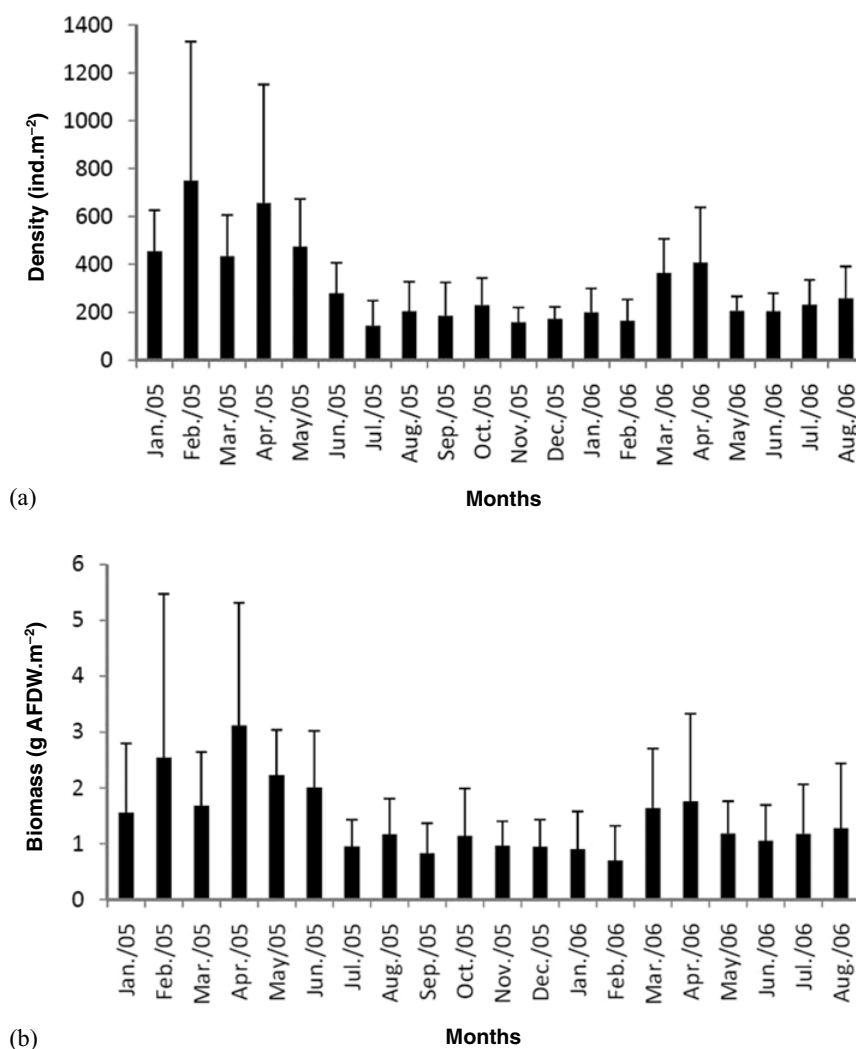 1400
1200
1000
800
600
400
200
0
Density (ind.m⁻²)
Jan./05
Feb./05
Mar./05
Apr./05
May/05
Jun./05
Jul./05
Aug./05
Sep./05
Oct./05
Nov./05
Dec./05
Jan./06
Feb./06
Mar./06
Apr./06
May/06
Jun./06
Jul./06
Aug./06
(a)
Months
6
5
4
3
2
1
0
Biomass (g AFDW.m⁻²)
Jan./05
Feb./05
Mar./05
Apr./05
May/05
Jun./05
Jul./05
Aug./05
Sep./05
Oct./05
Nov./05
Dec./05
Jan./06
Feb./06
Mar./06
Apr./06
May/06
Jun./06
Jul./06
Aug./06
(b)
Months